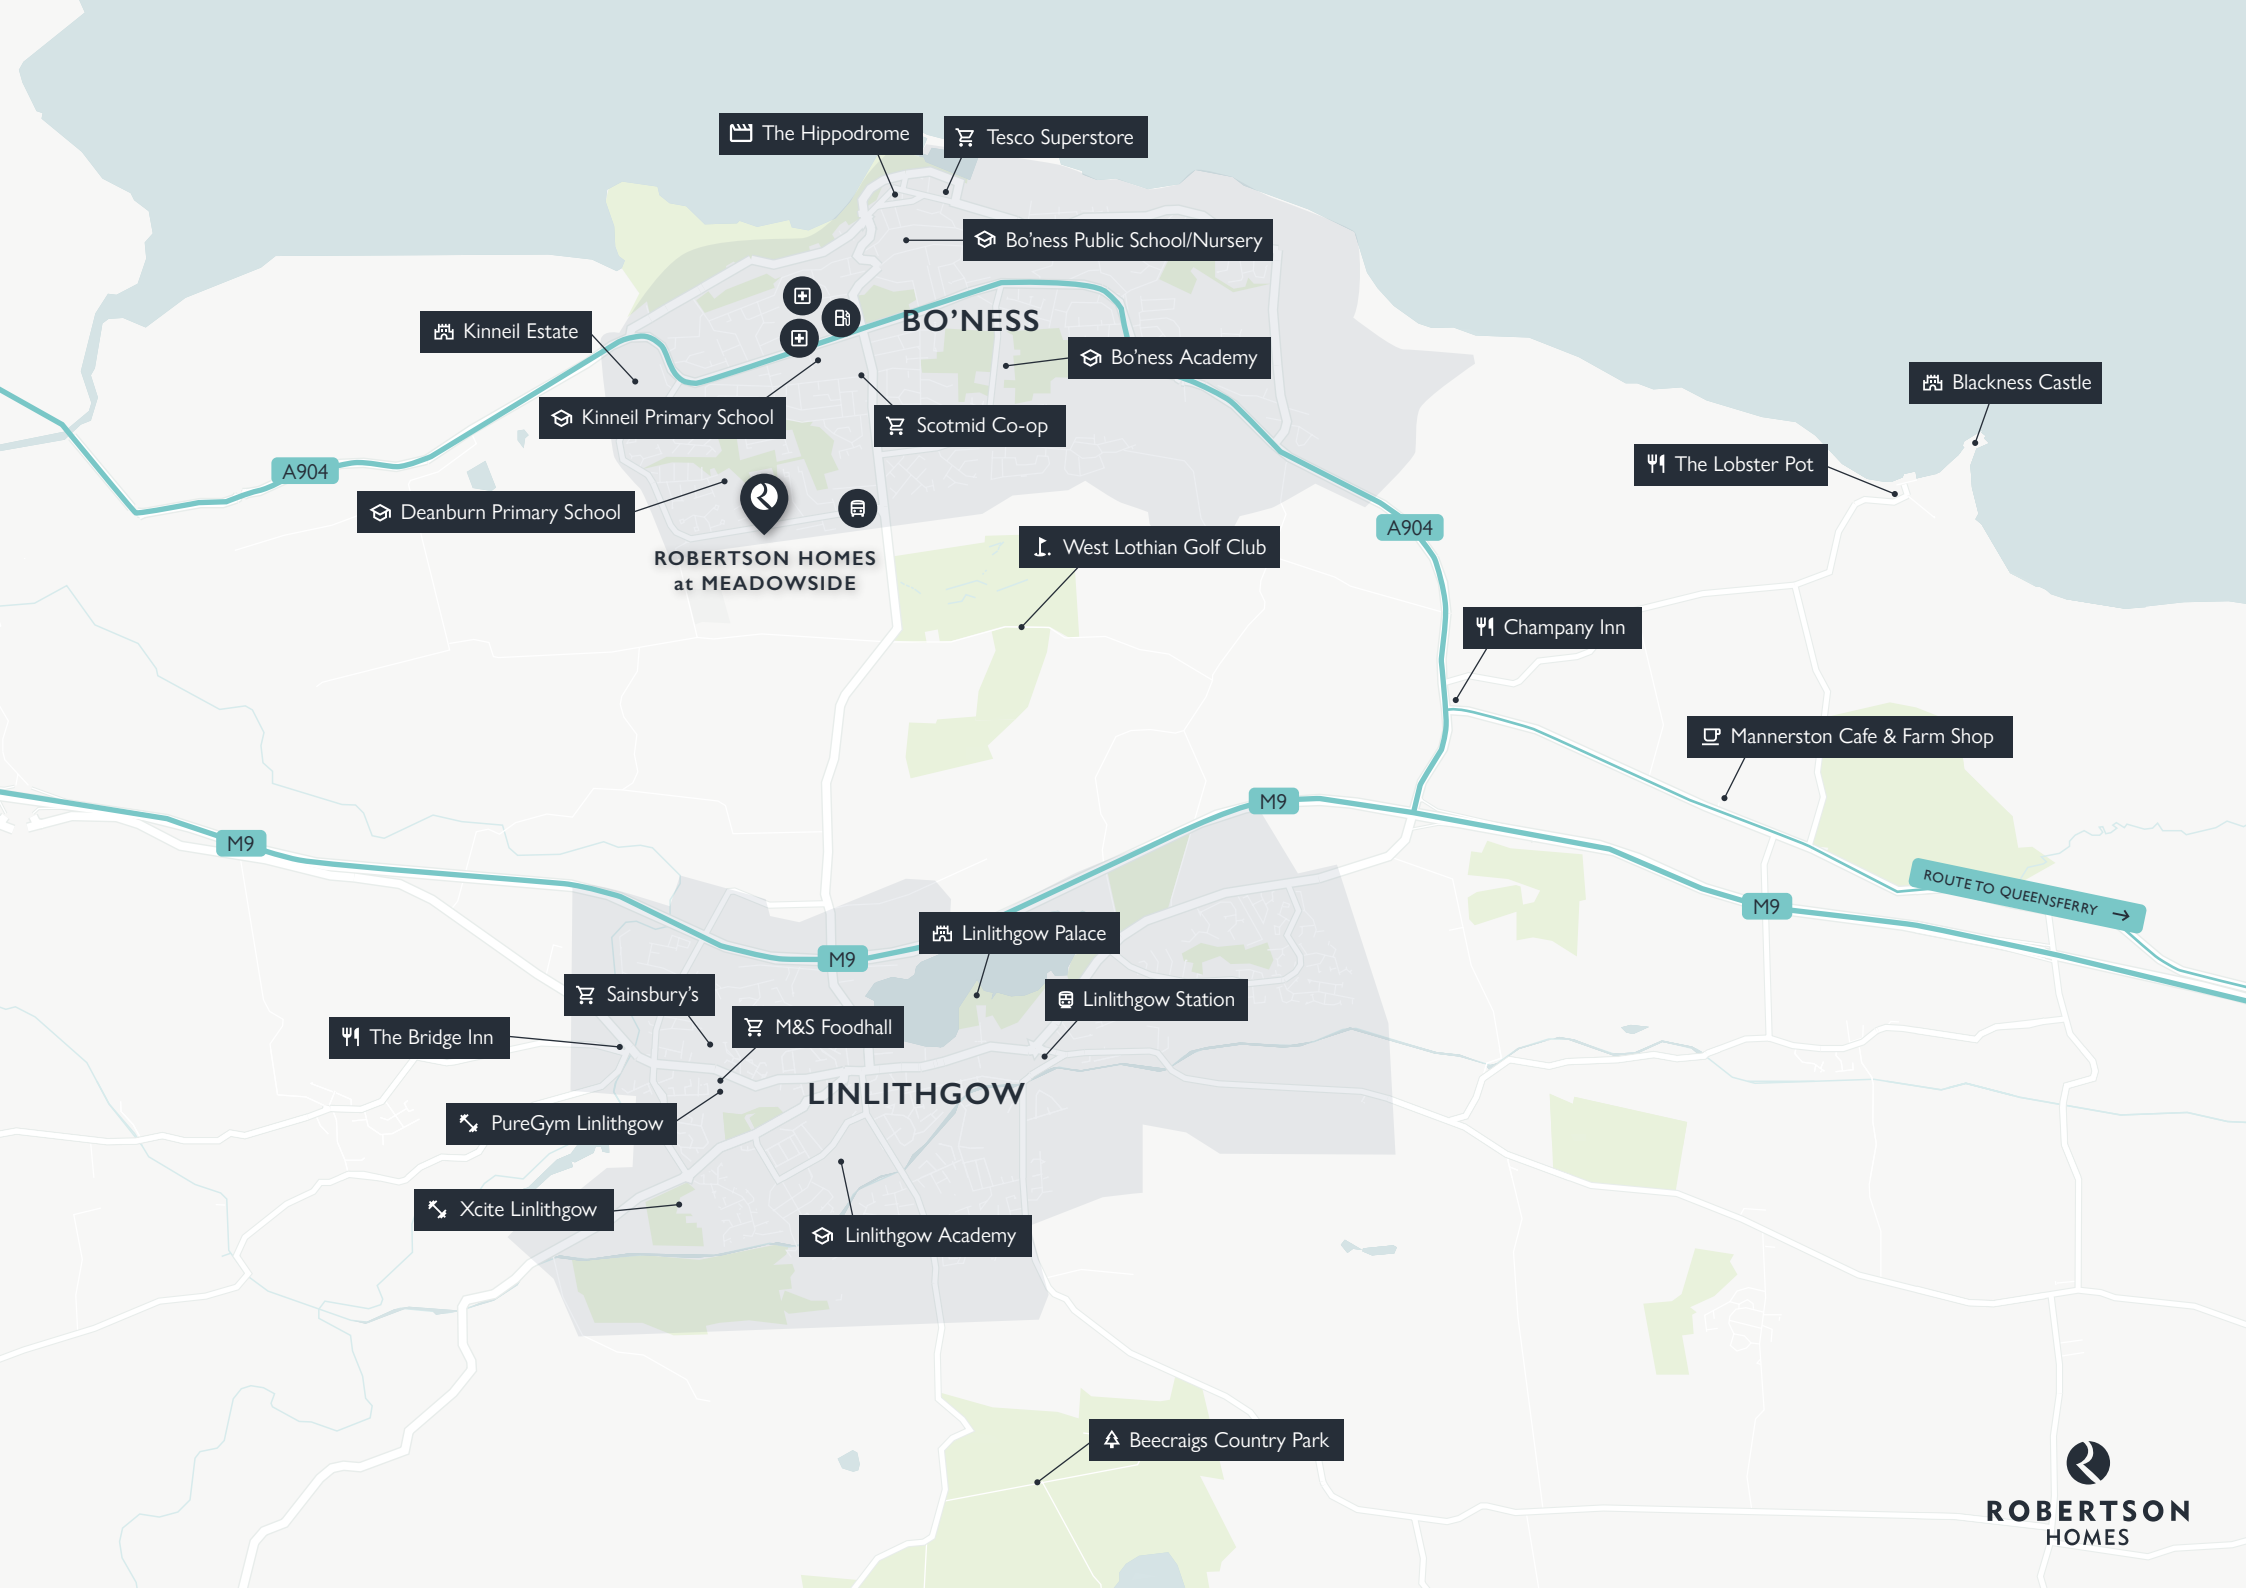 The Hippodrome
Tesco Superstore
Bo’ness Public School/Nursery
BO’NESS
Kinneil Estate
Bo’ness Academy
Blackness Castle
Kinneil Primary School
Scotmid Co-op
A904
The Lobster Pot
Deanburn Primary School
A904
West Lothian Golf Club
ROBERTSON HOMES
at MEADOWSIDE
Champany Inn
Mannerston Cafe & Farm Shop
M9
M9
ROUTE TO QUEENSFERRY →
M9
Linlithgow Palace
M9
Sainsbury’s
Linlithgow Station
M&S Foodhall
The Bridge Inn
LINLITHGOW
PureGym Linlithgow
Xcite Linlithgow
Linlithgow Academy
Beecraigs Country Park
ROBERTSON
HOMES